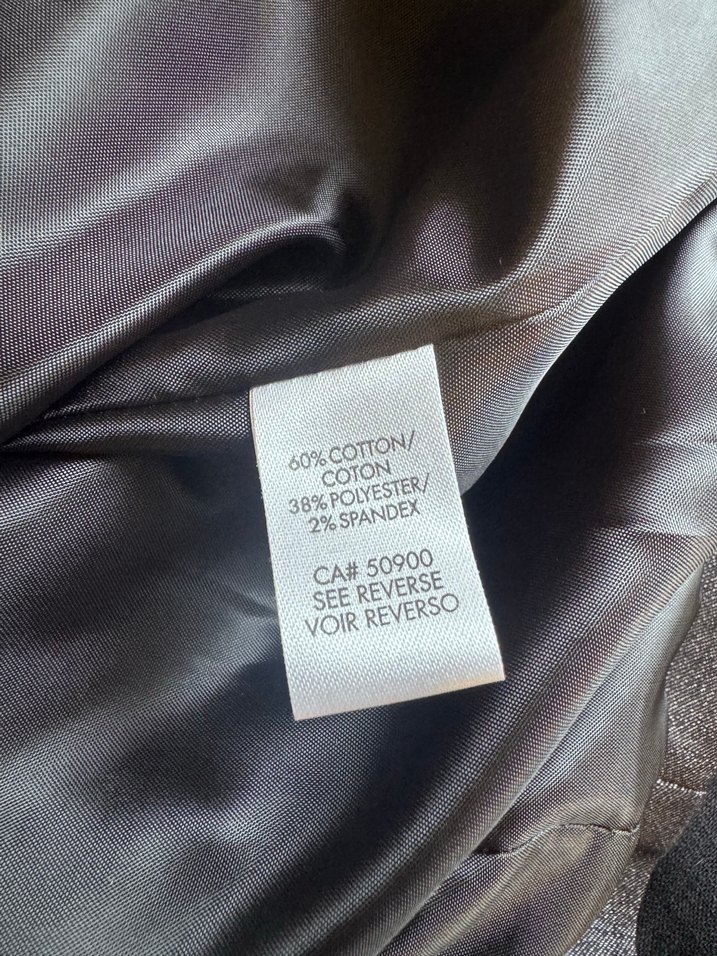 60% COTTON/
COTON
38% POLYESTER/
2% SPANDEX
CA# 50900
SEE REVERSE
VOIR REVERSO